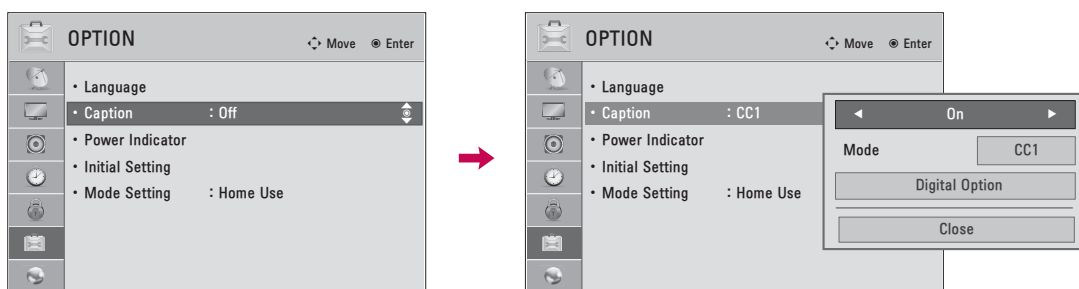 OPTION
Move Enter
• Language
• Caption : Off
• Power Indicator
• Initial Setting
• Mode Setting : Home Use
OPTION
Move Enter
• Language
• Caption : CC1
• Power Indicator
• Initial Setting
• Mode Setting : Home Use
On
Mode CC1
Digital Option
Close